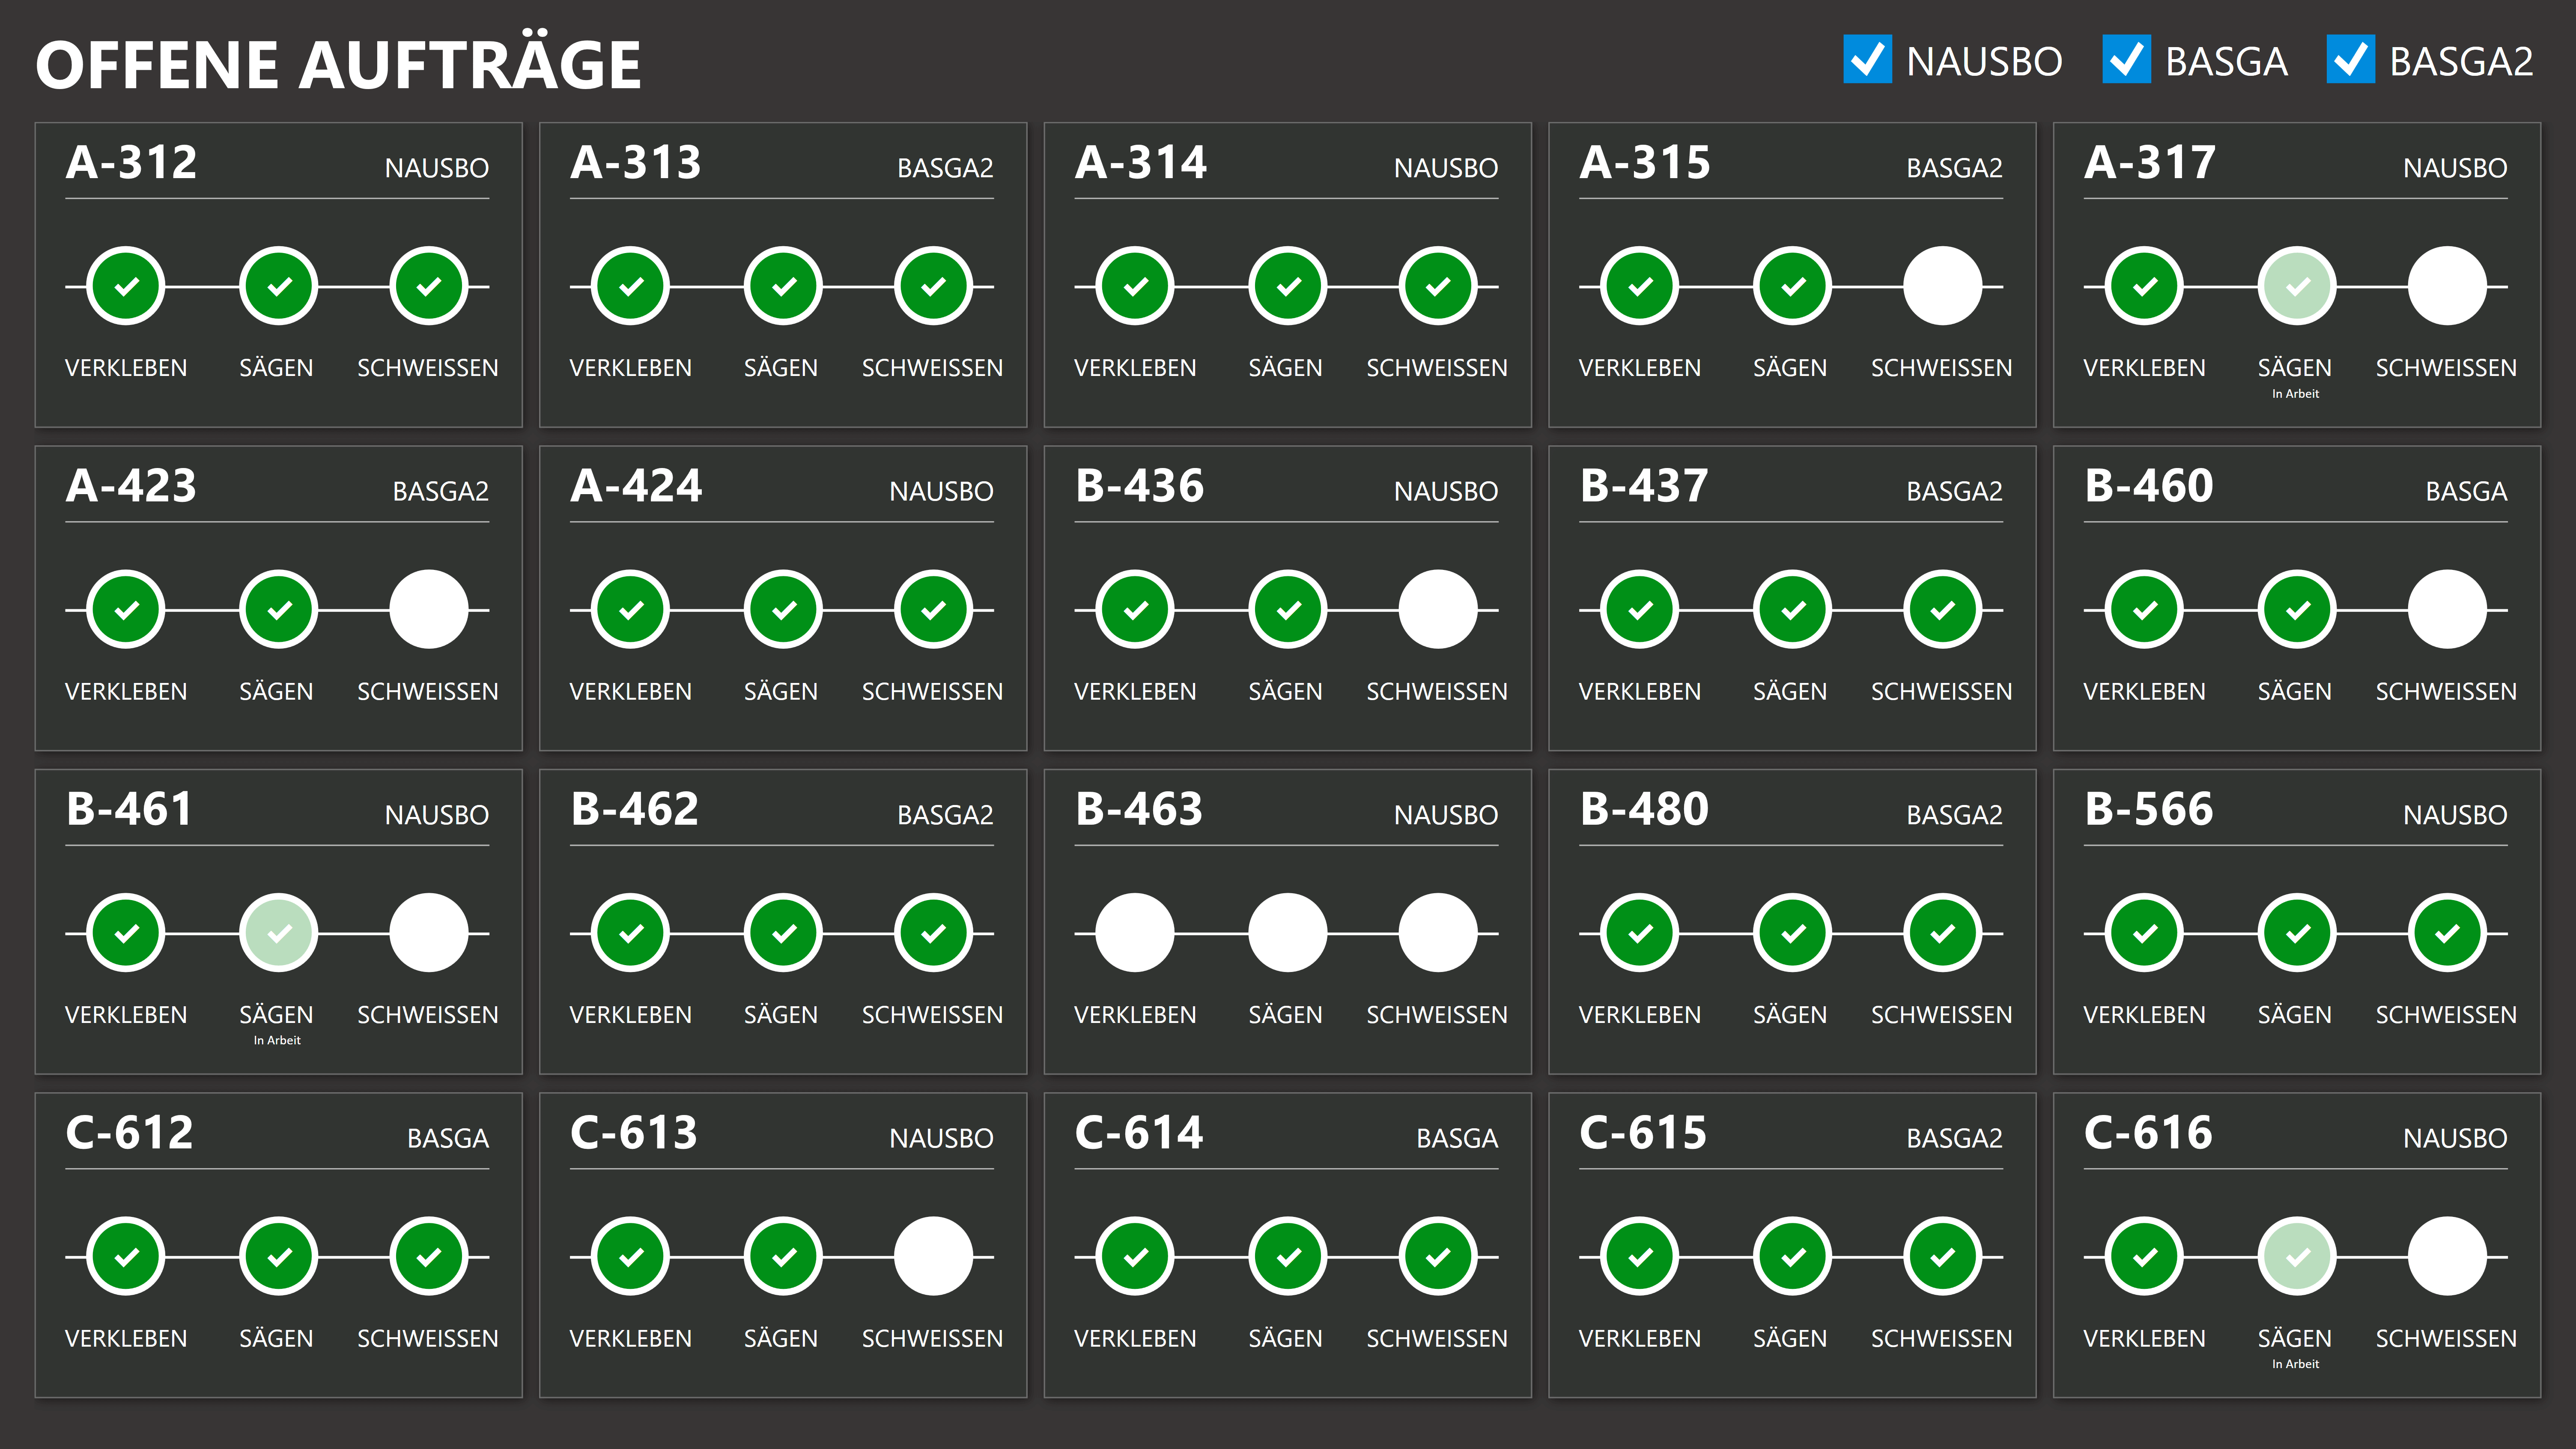 OFFENE AUFTRÄGE
NAUSBO BASGA BASGA2
A-312 NAUSBO
VERKLEBEN SÄGEN SCHWEISSEN
A-313 BASGA2
VERKLEBEN SÄGEN SCHWEISSEN
A-314 NAUSBO
VERKLEBEN SÄGEN SCHWEISSEN
A-315 BASGA2
VERKLEBEN SÄGEN SCHWEISSEN
A-317 NAUSBO
VERKLEBEN SÄGEN SCHWEISSEN
In Arbeit
A-423 BASGA2
VERKLEBEN SÄGEN SCHWEISSEN
A-424 NAUSBO
VERKLEBEN SÄGEN SCHWEISSEN
B-436 NAUSBO
VERKLEBEN SÄGEN SCHWEISSEN
B-437 BASGA2
VERKLEBEN SÄGEN SCHWEISSEN
B-460 BASGA
VERKLEBEN SÄGEN SCHWEISSEN
B-461 NAUSBO
VERKLEBEN SÄGEN SCHWEISSEN
In Arbeit
B-462 BASGA2
VERKLEBEN SÄGEN SCHWEISSEN
B-463 NAUSBO
VERKLEBEN SÄGEN SCHWEISSEN
B-480 BASGA2
VERKLEBEN SÄGEN SCHWEISSEN
B-566 NAUSBO
VERKLEBEN SÄGEN SCHWEISSEN
C-612 BASGA
VERKLEBEN SÄGEN SCHWEISSEN
C-613 NAUSBO
VERKLEBEN SÄGEN SCHWEISSEN
C-614 BASGA
VERKLEBEN SÄGEN SCHWEISSEN
C-615 BASGA2
VERKLEBEN SÄGEN SCHWEISSEN
C-616 NAUSBO
VERKLEBEN SÄGEN SCHWEISSEN
In Arbeit